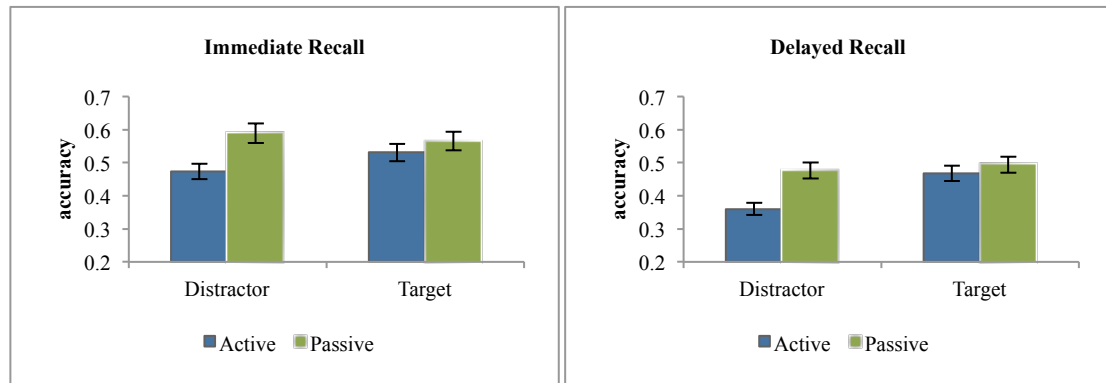 Immediate Recall
accuracy
0.7
0.6
0.5
0.4
0.3
0.2
Distractor Target
Active Passive
Delayed Recall
accuracy
0.7
0.6
0.5
0.4
0.3
0.2
Distractor Target
Active Passive